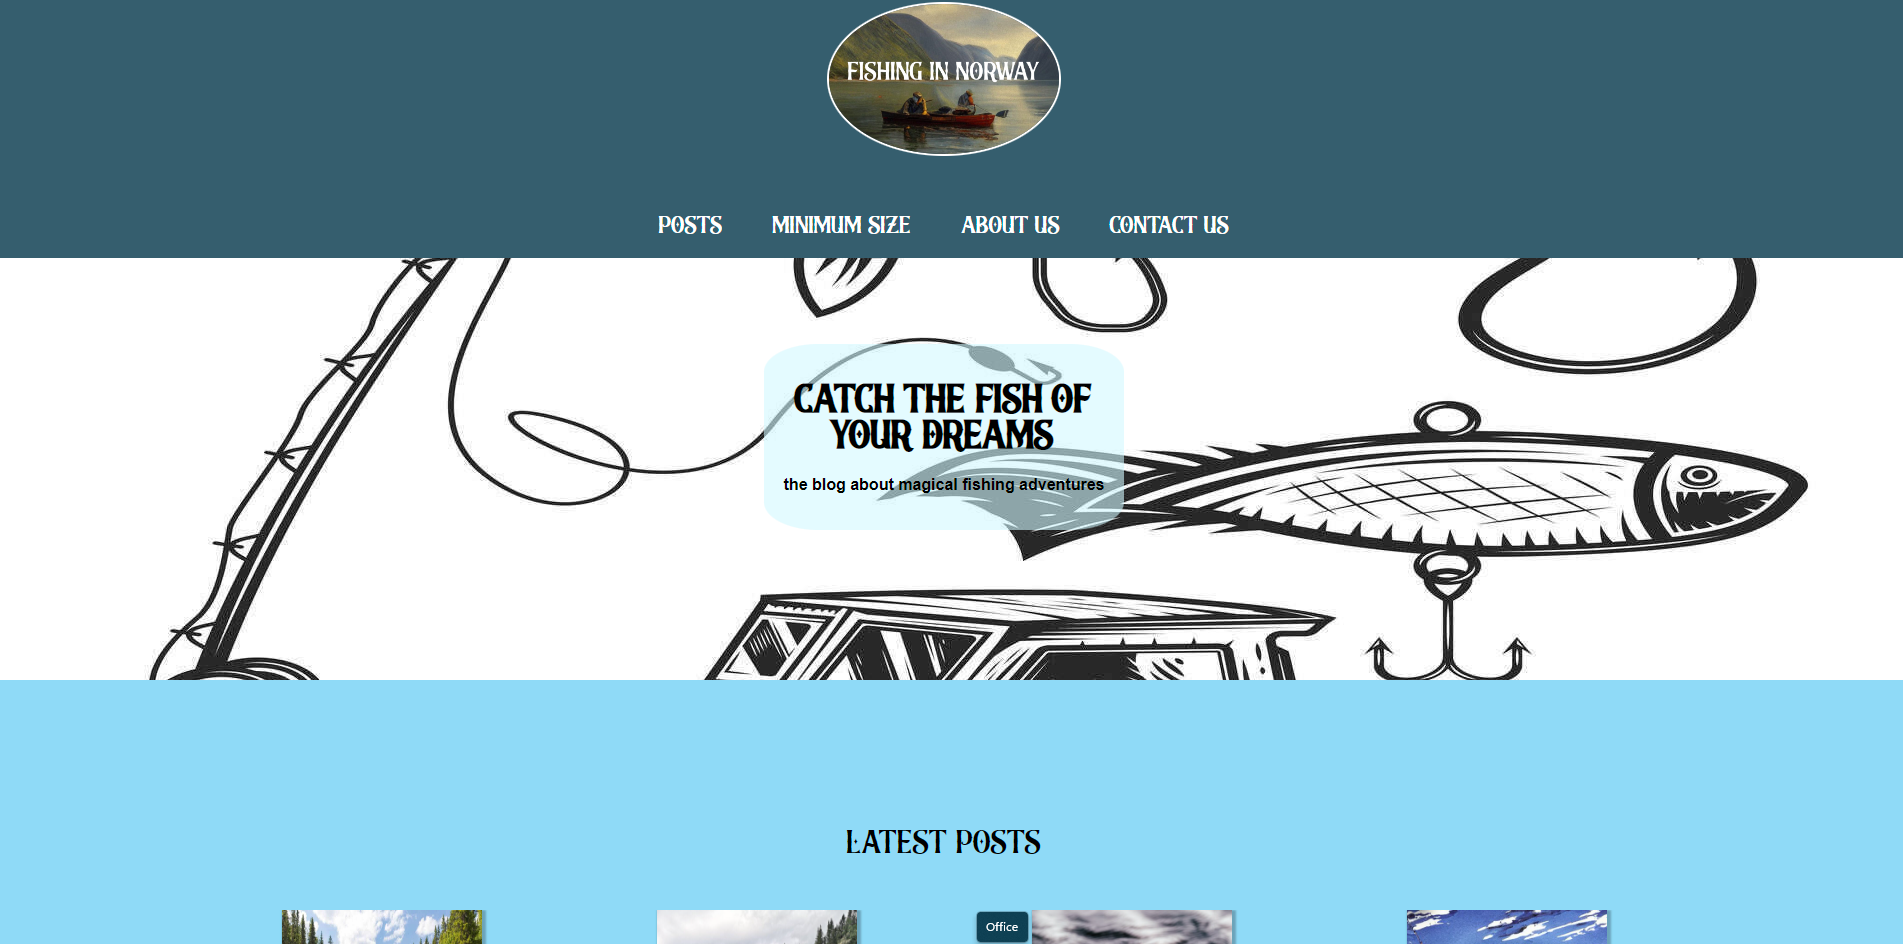 FISHING IN NORWAY
POSTS MINIMUM SIZE ABOUT US CONTACT US
CATCH THE FISH OF
YOUR DREAMS
the blog about magical fishing adventures
LATEST POSTS
Office